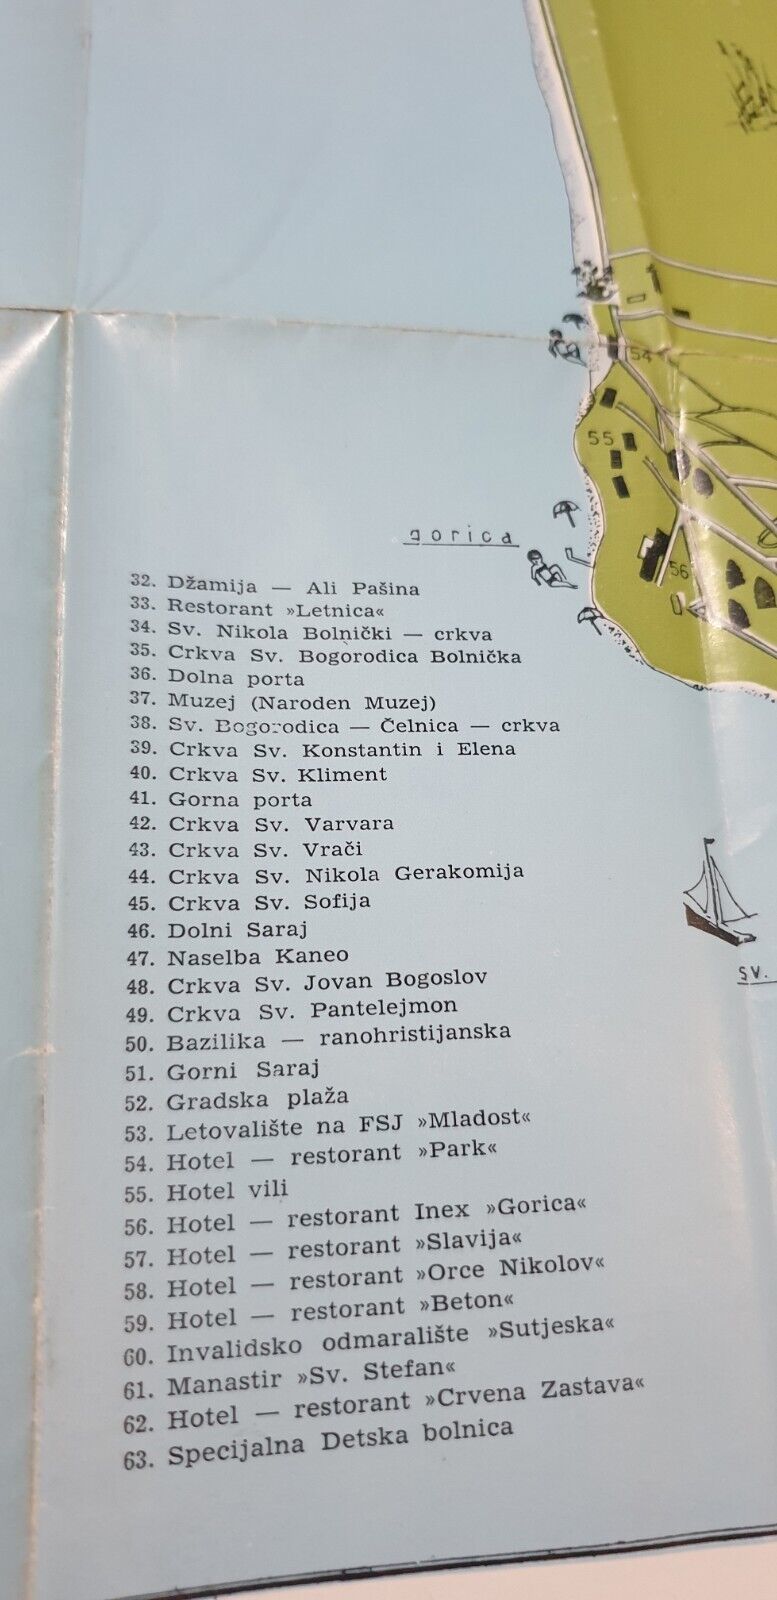 54
55
gorica
56
32. Džamija — Ali Pašina
33. Restorant »Letnica«
34. Sv. Nikola Bolnički — crkva
35. Crkva Sv. Bogorodica Bolnička
36. Dolna porta
37. Muzej (Naroden Muzej)
38. Sv. Bogorodica — Čelnica — crkva
39. Crkva Sv. Konstantin i Elena
40. Crkva Sv. Kliment
41. Gorna porta
42. Crkva Sv. Varvara
43. Crkva Sv. Vrači
44. Crkva Sv. Nikola Gerakomija
45. Crkva Sv. Sofija
46. Dolni Saraj
47. Naselba Kaneo
48. Crkva Sv. Jovan Bogoslov
49. Crkva Sv. Pantelejmon
50. Bazilika — ranohristijanska
51. Gorni Saraj
52. Gradska plaža
53. Letovalište na FSJ »Mladost«
54. Hotel — restorant »Park«
55. Hotel vili
56. Hotel — restorant Inex »Gorica«
57. Hotel — restorant »Slavija«
58. Hotel — restorant »Orce Nikolov«
59. Hotel — restorant »Beton«
60. Invalidsko odmaralište »Sutjeska«
61. Manastir »Sv. Stefan«
62. Hotel — restorant »Crvena Zastava«
63. Specijalna Detska bolnica
sv.